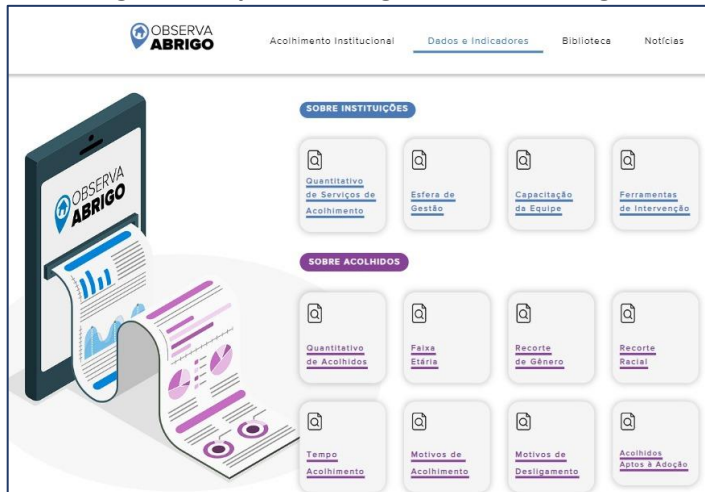 OBSERVA
ABRIGO
Acolhimento Institucional
Dados e Indicadores
Biblioteca
Notícias
OBSERVA
ABRIGO
SOBRE INSTITUIÇÕES
Quantitativo
de Serviços de
Acolhimento
Esfera de
Gestão
Capacitação
da Equipe
Ferramentas
de Intervenção
SOBRE ACOLHIDOS
Quantitativo
de Acolhidos
Faixa
Etária
Recorte
de Gênero
Recorte
Racial
Tempo
Acolhimento
Motivos de
Acolhimento
Motivos de
Desligamento
Acolhidos
Aptos à Adoção